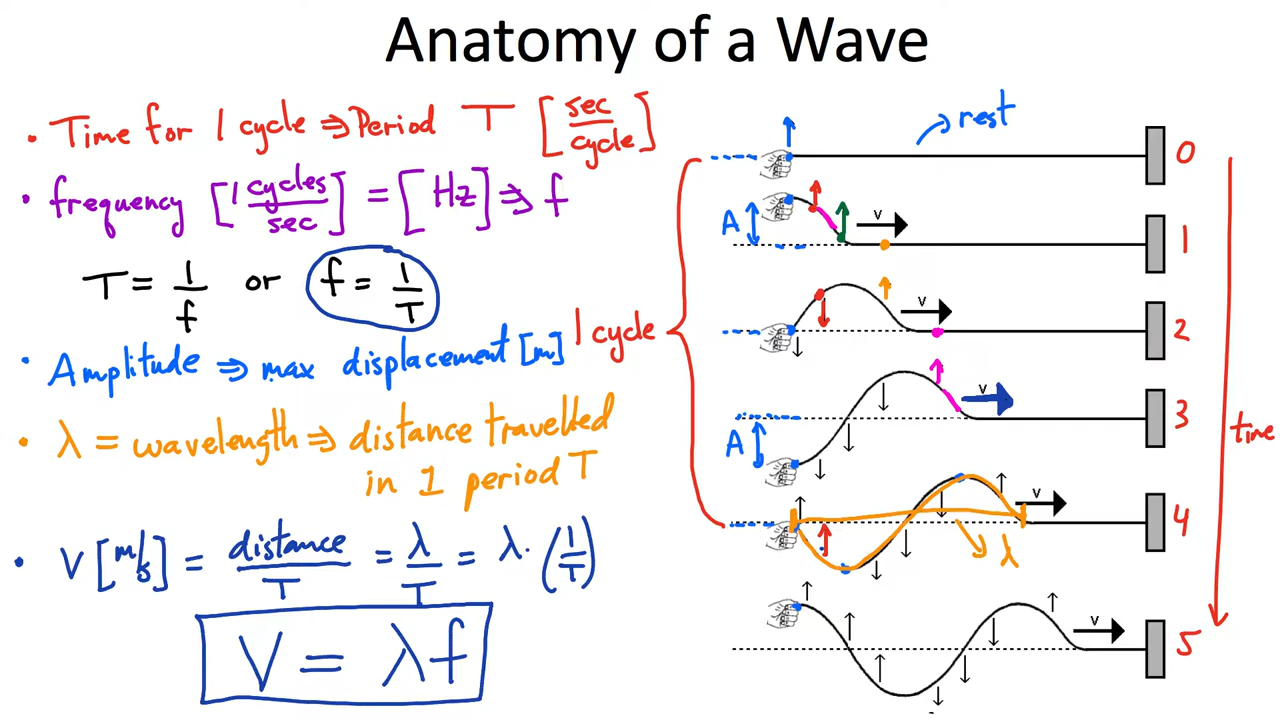 Anatomy of a Wave
• Time for 1 cycle ⇒ Period T [sec/cycle]
• frequency [1 cycles/sec] = [Hz] ⇒ f
T = 1/f or f = 1/T
• Amplitude ⇒ max displacement [m]
• λ = wavelength ⇒ distance travelled
in 1 period T
• V [m/s] = distance/T = λ/T = λ · (1/T)
V = λf
1 cycle
rest
0
A
v
1
v
2
A
v
3
v
4
λ
v
5
time